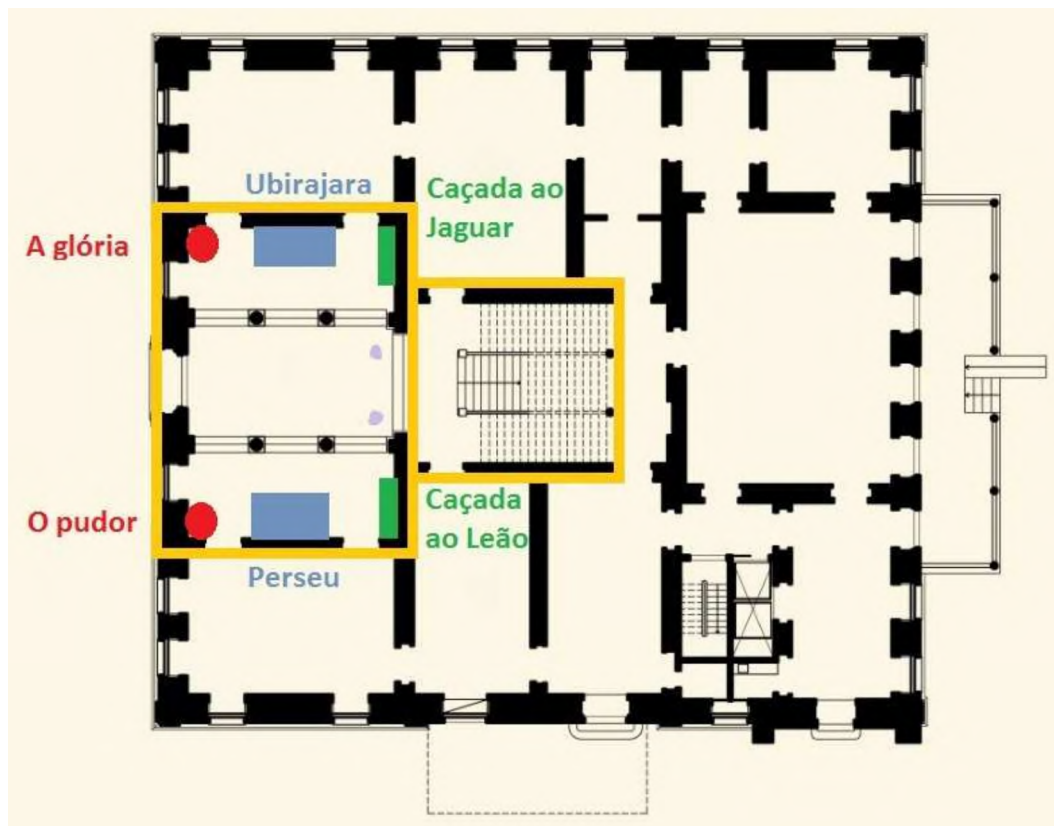 Ubirajara
Caçada ao
Jaguar
A glória
O pudor
Caçada
ao Leão
Perseu